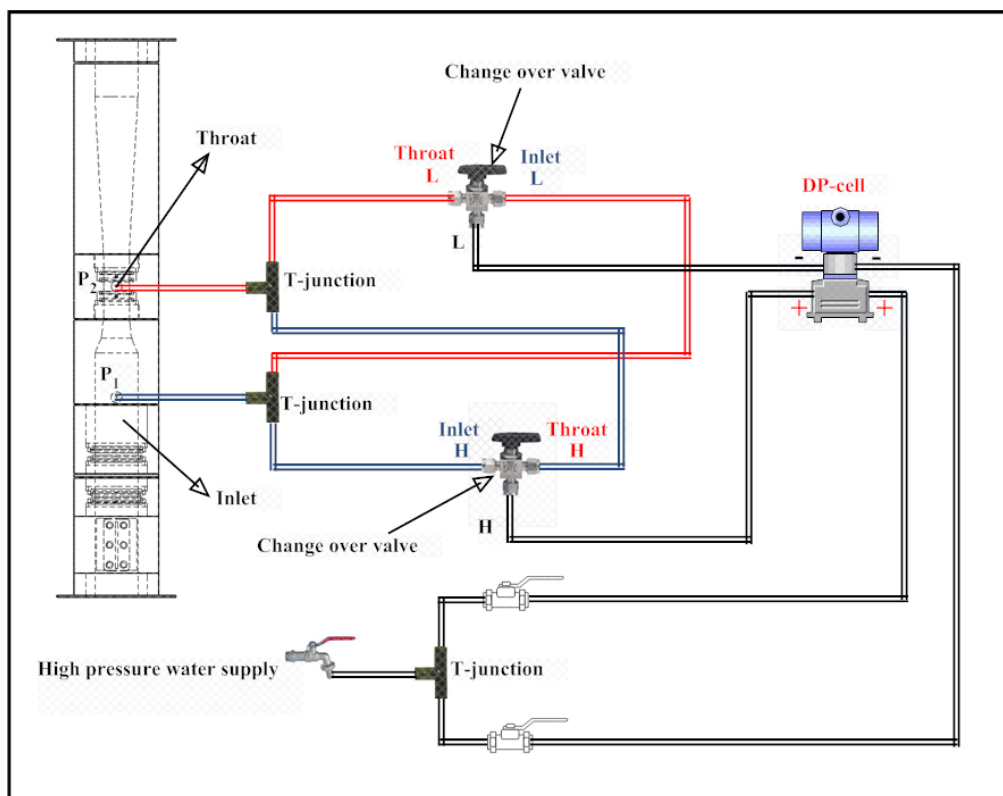 Change over valve
Throat
Throat
L
Inlet
L
DP-cell
L
- -
P2
T-junction
+ +
P1
T-junction
Inlet
H
Throat
H
Inlet
H
Change over valve
T-junction
High pressure water supply